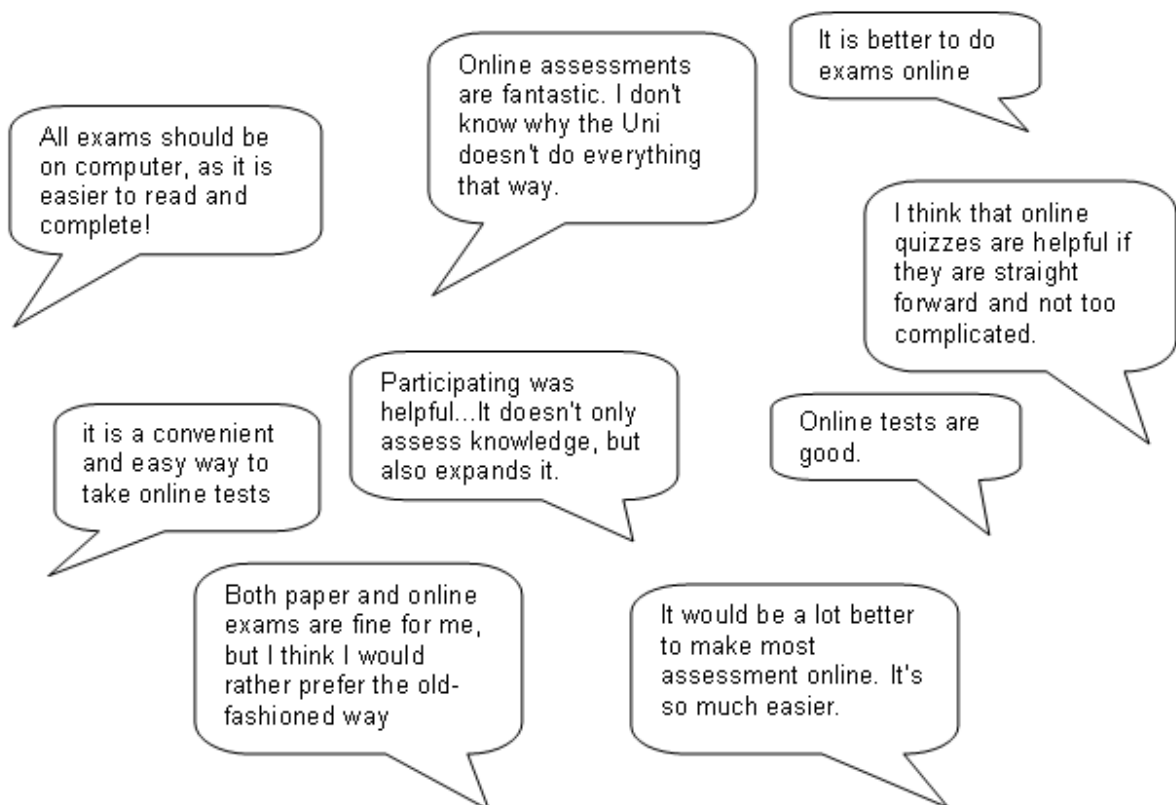 It is better to do
exams online
Online assessments
are fantastic. I don't
know why the Uni
doesn't do everything
that way.
All exams should be
on computer, as it is
easier to read and
complete!
I think that online
quizzes are helpful if
they are straight
forward and not too
complicated.
Participating was
helpful...It doesn't only
assess knowledge, but
also expands it.
Online tests are
good.
it is a convenient
and easy way to
take online tests
Both paper and online
exams are fine for me,
but I think I would
rather prefer the old-
fashioned way
It would be a lot better
to make most
assessment online. It's
so much easier.